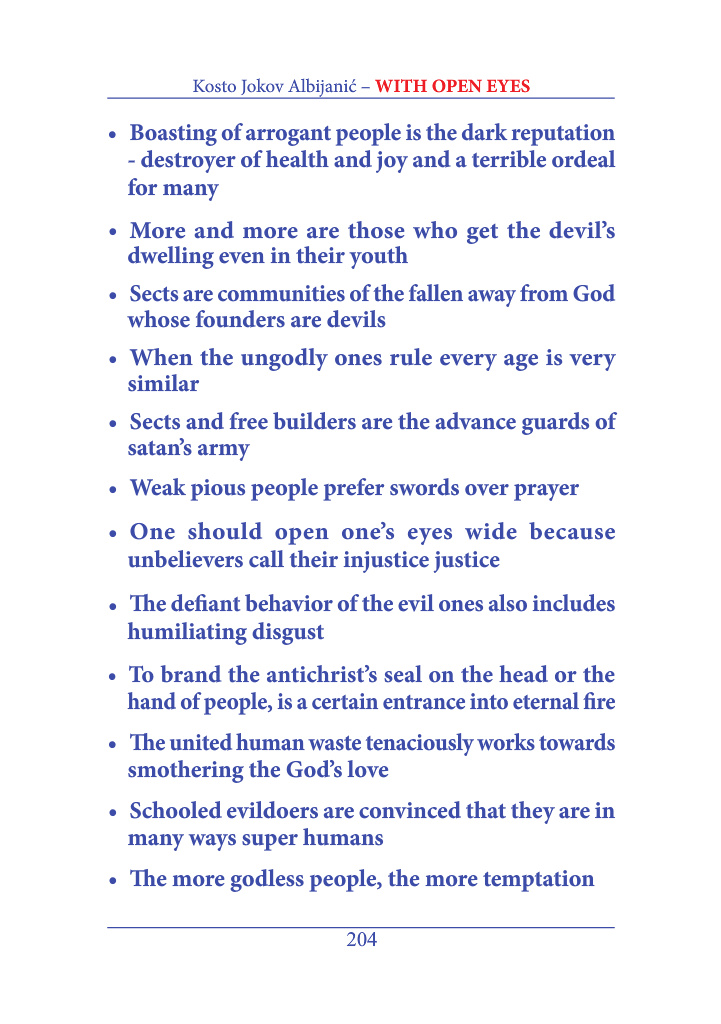 Kosto Jokov Albijanić – WITH OPEN EYES
• Boasting of arrogant people is the dark reputation
- destroyer of health and joy and a terrible ordeal
for many
• More and more are those who get the devil’s
dwelling even in their youth
• Sects are communities of the fallen away from God
whose founders are devils
• When the ungodly ones rule every age is very
similar
• Sects and free builders are the advance guards of
satan’s army
• Weak pious people prefer swords over prayer
• One should open one’s eyes wide because
unbelievers call their injustice justice
• The defiant behavior of the evil ones also includes
humiliating disgust
• To brand the antichrist’s seal on the head or the
hand of people, is a certain entrance into eternal fire
• The united human waste tenaciously works towards
smothering the God’s love
• Schooled evildoers are convinced that they are in
many ways super humans
• The more godless people, the more temptation
204